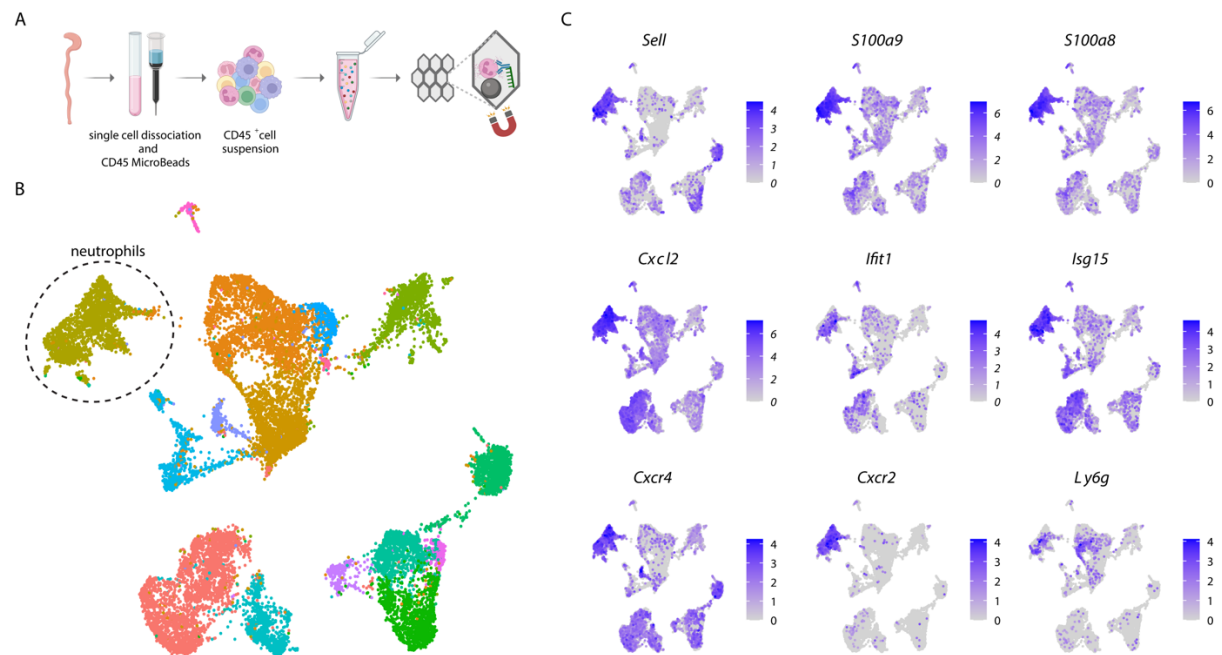 A
single cell dissociation
and
CD45 MicroBeads
CD45 +cell
suspension
B
neutrophils
C
Sell
4
3
2
1
0
S100a9
6
4
2
0
S100a8
6
4
2
0
Cxcl2
6
4
2
0
Ifit1
4
3
2
1
0
Isg15
4
3
2
1
0
Cxcr4
4
3
2
1
0
Cxcr2
4
3
2
1
0
Ly6g
4
3
2
1
0